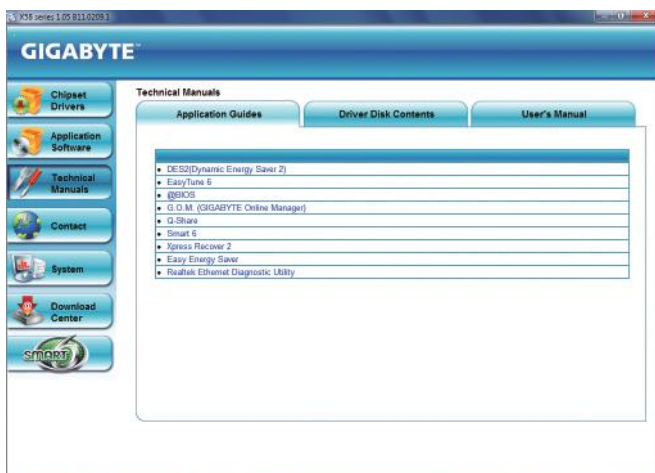 X58 series 1.05 B11.0209.1
GIGABYTE™
Chipset
Drivers
Application
Software
Technical
Manuals
Contact
System
Download
Center
SMART6
Technical Manuals
Application Guides
Driver Disk Contents
User's Manual
• DES2(Dynamic Energy Saver 2)
• EasyTune 6
• @BIOS
• G.O.M. (GIGABYTE Online Manager)
• Q-Share
• Smart 6
• Xpress Recover 2
• Easy Energy Saver
• Realtek Ethernet Diagnostic Utility